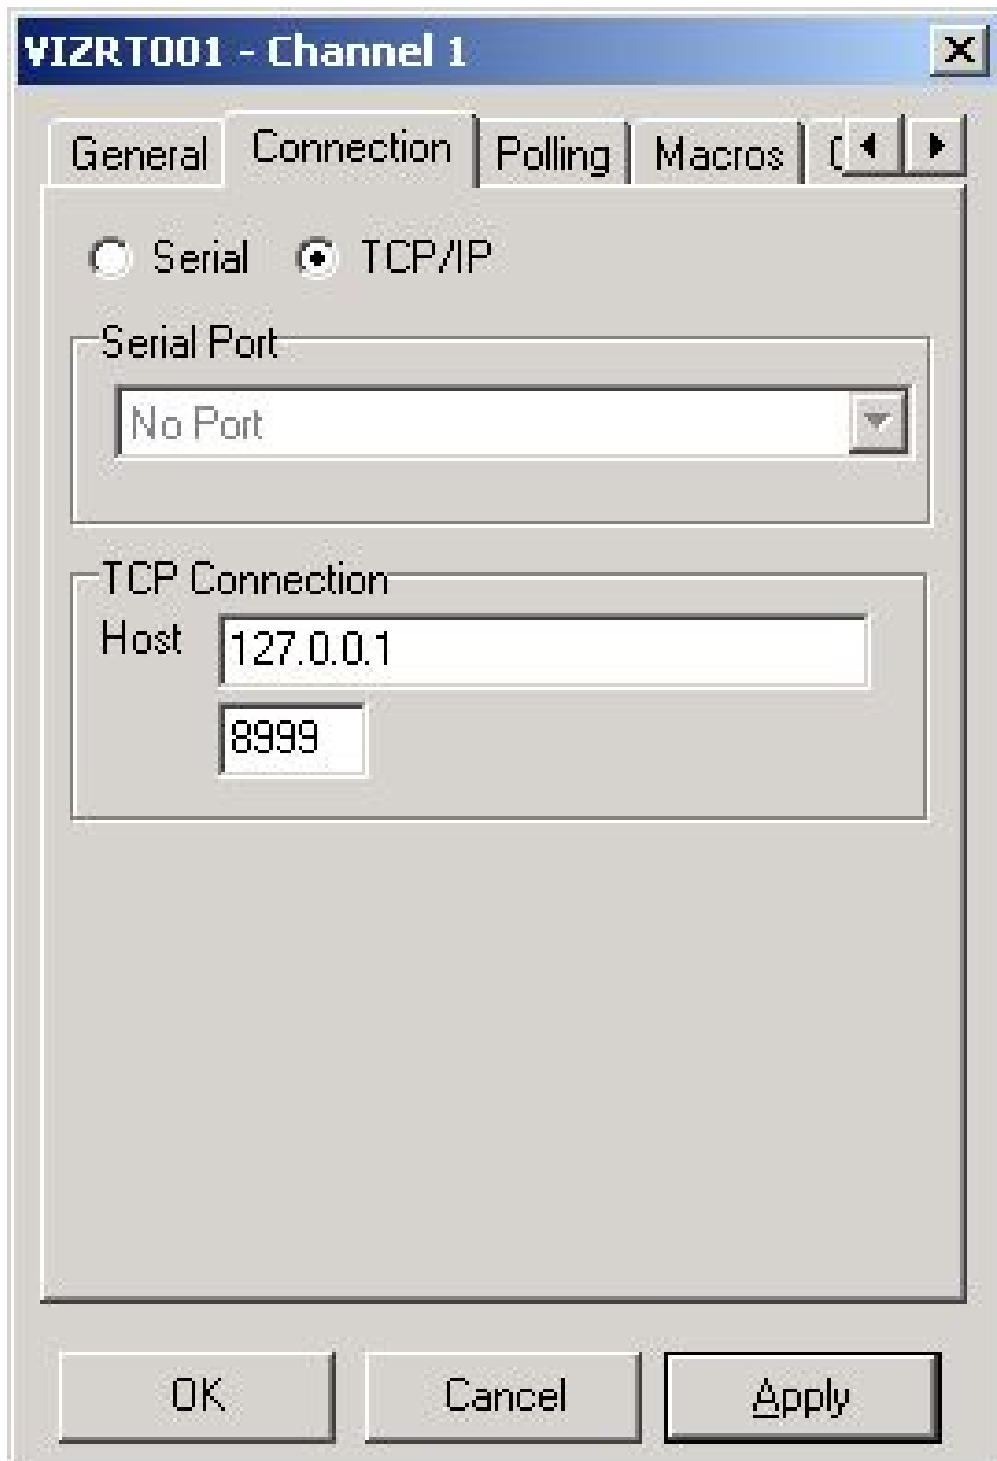 VIZRT001 - Channel 1
General Connection Polling Macros
Serial TCP/IP
Serial Port
No Port
TCP Connection
Host 127.0.0.1
8999
OK Cancel Apply